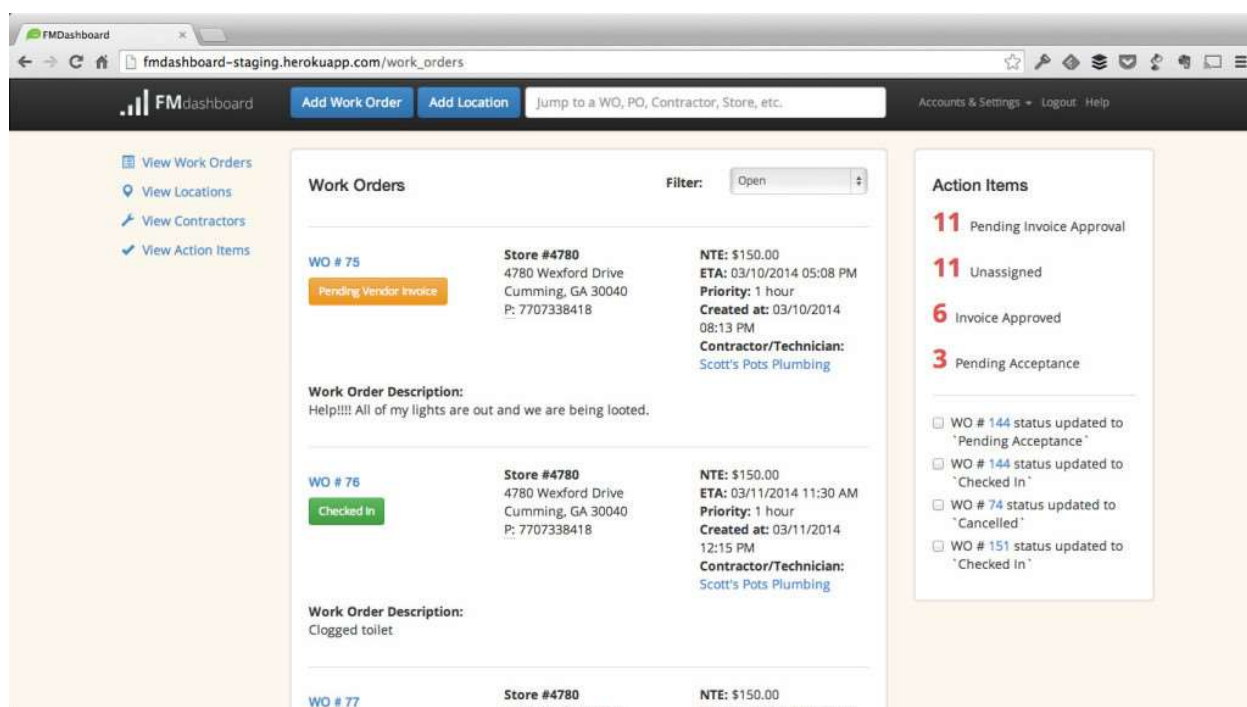 FMDashboard
fmdashboard-staging.herokuapp.com/work_orders
FMdashboard
Add Work Order
Add Location
Jump to a WO, PO, Contractor, Store, etc.
Accounts & Settings
Logout
Help
View Work Orders
View Locations
View Contractors
View Action Items
Work Orders
Filter:
Open
WO # 75
Pending Vendor Invoice
Store #4780
4780 Wexford Drive
Cumming, GA 30040
P: 7707338418
NTE: $150.00
ETA: 03/10/2014 05:08 PM
Priority: 1 hour
Created at: 03/10/2014
08:13 PM
Contractor/Technician:
Scott's Pots Plumbing
Work Order Description:
Help!!!! All of my lights are out and we are being looted.
WO # 76
Checked In
Store #4780
4780 Wexford Drive
Cumming, GA 30040
P: 7707338418
NTE: $150.00
ETA: 03/11/2014 11:30 AM
Priority: 1 hour
Created at: 03/11/2014
12:15 PM
Contractor/Technician:
Scott's Pots Plumbing
Work Order Description:
Clogged toilet
WO # 77
Store #4780
NTE: $150.00
Action Items
11 Pending Invoice Approval
11 Unassigned
6 Invoice Approved
3 Pending Acceptance
WO # 144 status updated to
`Pending Acceptance`
WO # 144 status updated to
`Checked In`
WO # 74 status updated to
`Cancelled`
WO # 151 status updated to
`Checked In`